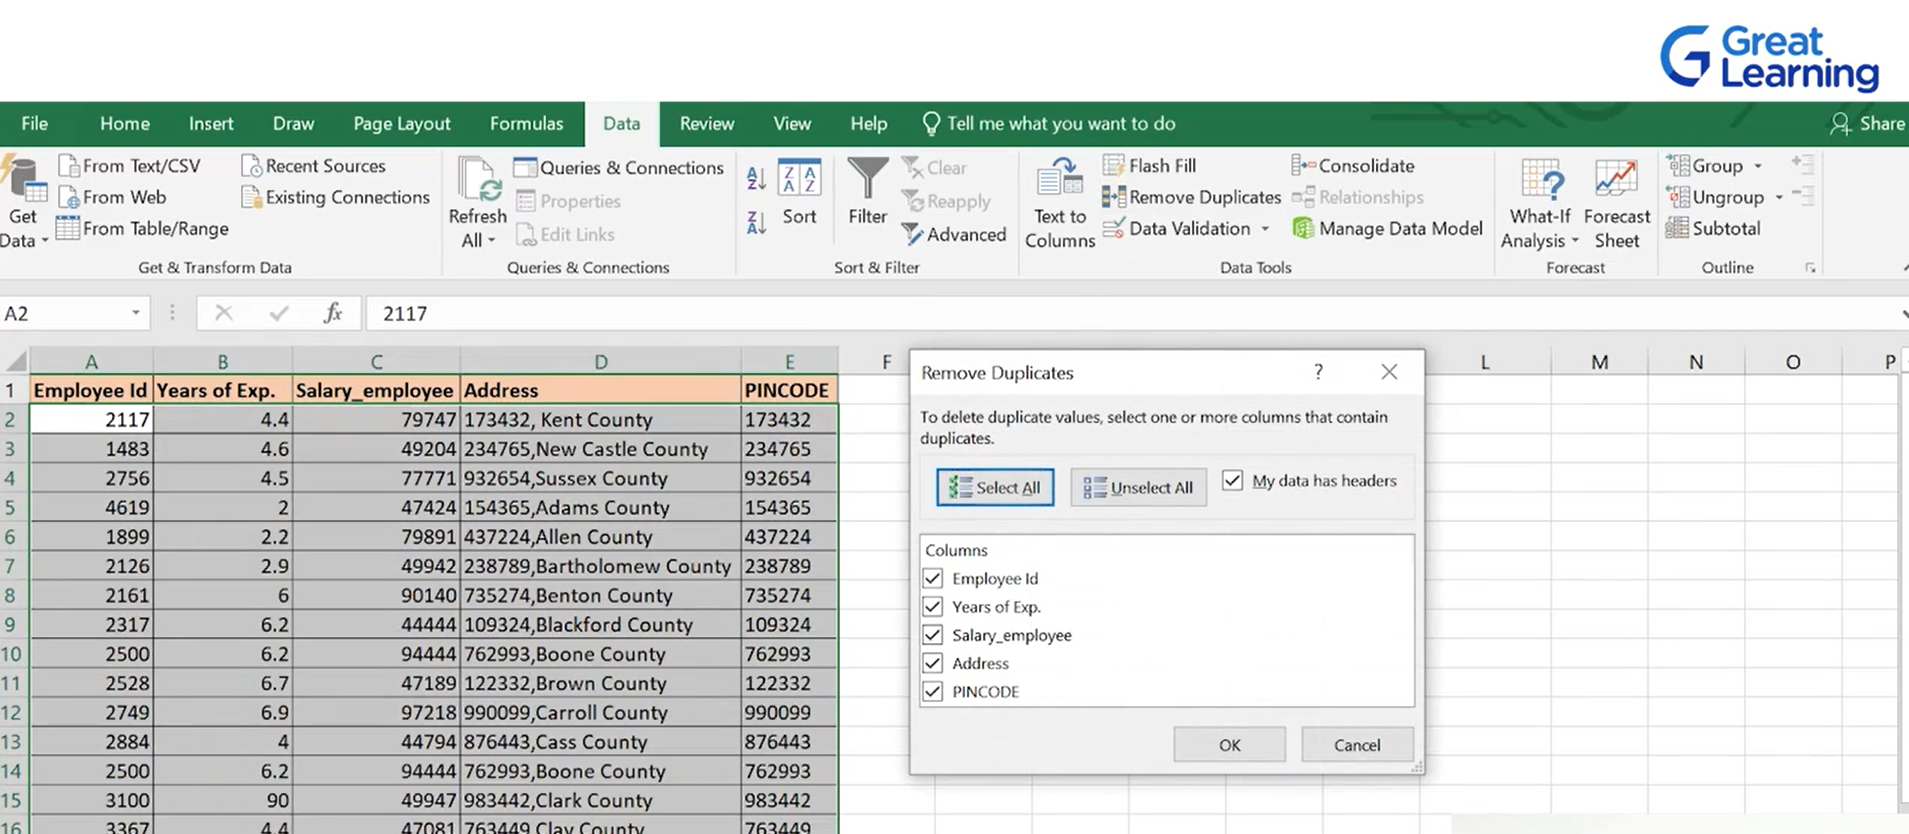 Great
Learning
File Home Insert Draw Page Layout Formulas Data Review View Help Tell me what you want to do Share
From Text/CSV Recent Sources Queries & Connections Clear Flash Fill Consolidate Group
From Web Existing Connections Properties Reapply Remove Duplicates Relationships Ungroup
From Table/Range Edit Links Advanced Data Validation Manage Data Model Subtotal
Get
Data
Refresh
All
Sort
Filter
Text to
Columns
What-If
Analysis
Forecast
Sheet
Get & Transform Data Queries & Connections Sort & Filter Data Tools Forecast Outline
A2 fx 2117
A B C D E F L M N O P
1 Employee Id Years of Exp. Salary_employee Address PINCODE
2 2117 4.4 79747 173432, Kent County 173432
3 1483 4.6 49204 234765,New Castle County 234765
4 2756 4.5 77771 932654,Sussex County 932654
5 4619 2 47424 154365,Adams County 154365
6 1899 2.2 79891 437224,Allen County 437224
7 2126 2.9 49942 238789,Bartholomew County 238789
8 2161 6 90140 735274,Benton County 735274
9 2317 6.2 44444 109324,Blackford County 109324
10 2500 6.2 94444 762993,Boone County 762993
11 2528 6.7 47189 122332,Brown County 122332
12 2749 6.9 97218 990099,Carroll County 990099
13 2884 4 44794 876443,Cass County 876443
14 2500 6.2 94444 762993,Boone County 762993
15 3100 90 49947 983442,Clark County 983442
16 3367 4.4 47081 763449,Clay County 763449
Remove Duplicates ?
To delete duplicate values, select one or more columns that contain
duplicates.
Select All Unselect All My data has headers
Columns
Employee Id
Years of Exp.
Salary_employee
Address
PINCODE
OK Cancel